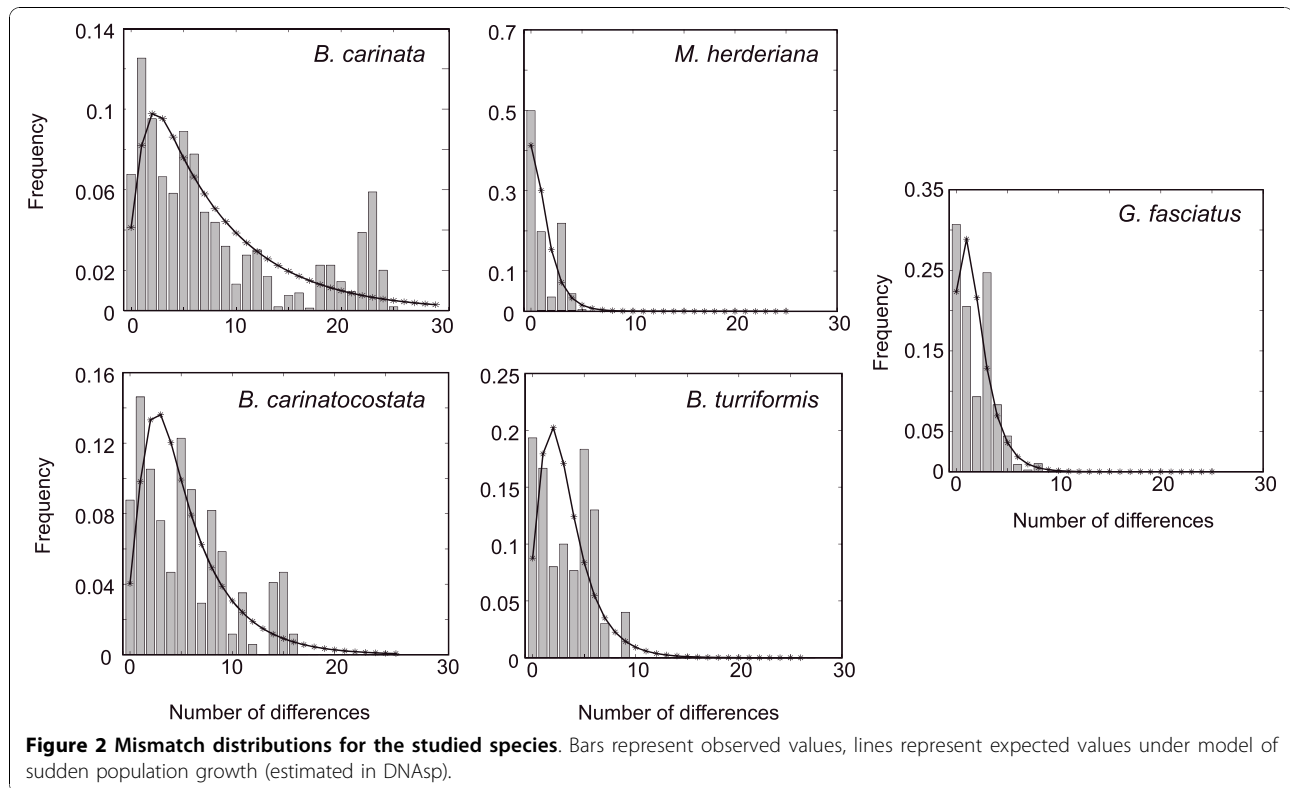 B. carinata
0.14
0.1
0.06
0.02
0
Frequency
0 10 20 30
M. herderiana
0.7
0.5
0.3
0.1
0
0 10 20 30
G. fasciatus
0.35
0.25
0.15
0.05
0
Frequency
0 10 20 30
Number of differences
B. carinatocostata
0.16
0.12
0.08
0.04
0
Frequency
0 10 20 30
Number of differences
B. turriformis
0.25
0.2
0.15
0.1
0.05
0
0 10 20 30
Number of differences
Figure 2 Mismatch distributions for the studied species. Bars represent observed values, lines represent expected values under model of
sudden population growth (estimated in DNAsp).